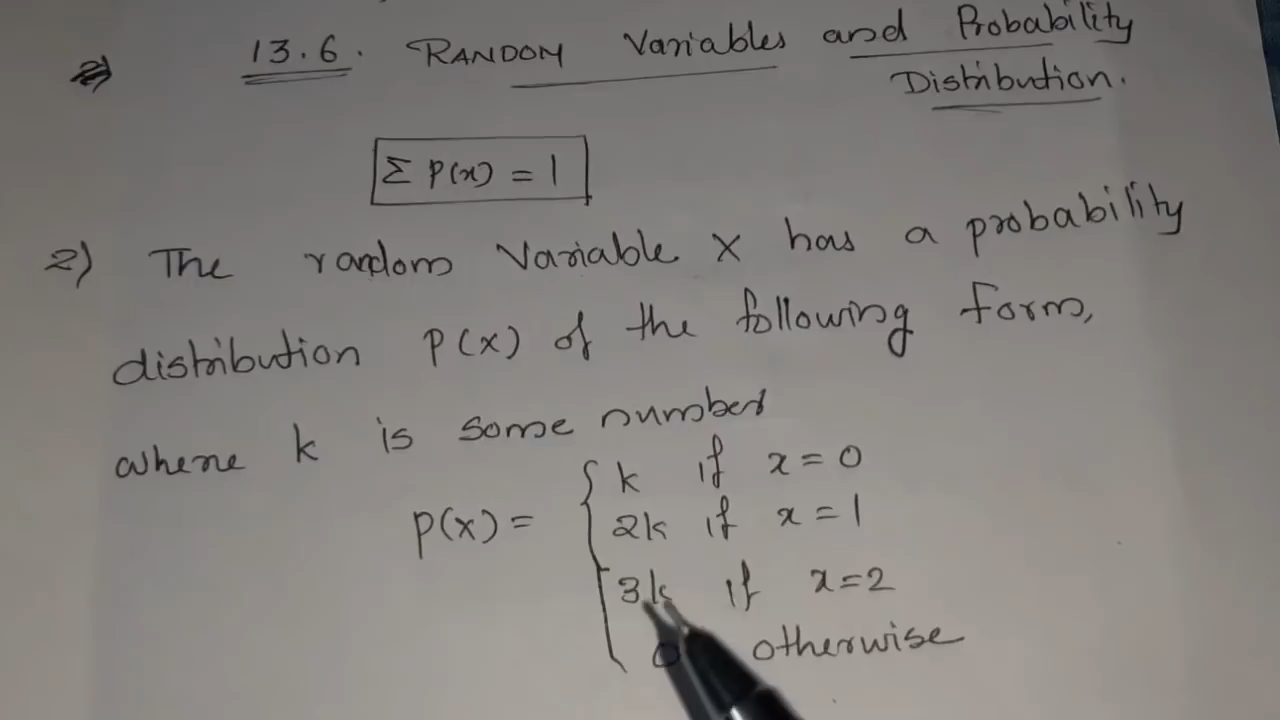 13.6. RANDOM Variables and Probability
Distribution.
Σ P(x) = 1
2) The random Variable X has a probability
distribution P(X) of the following form,
where k is some number
P(X) = { k if x=0
2k if x=1
3k if x=2
0 otherwise